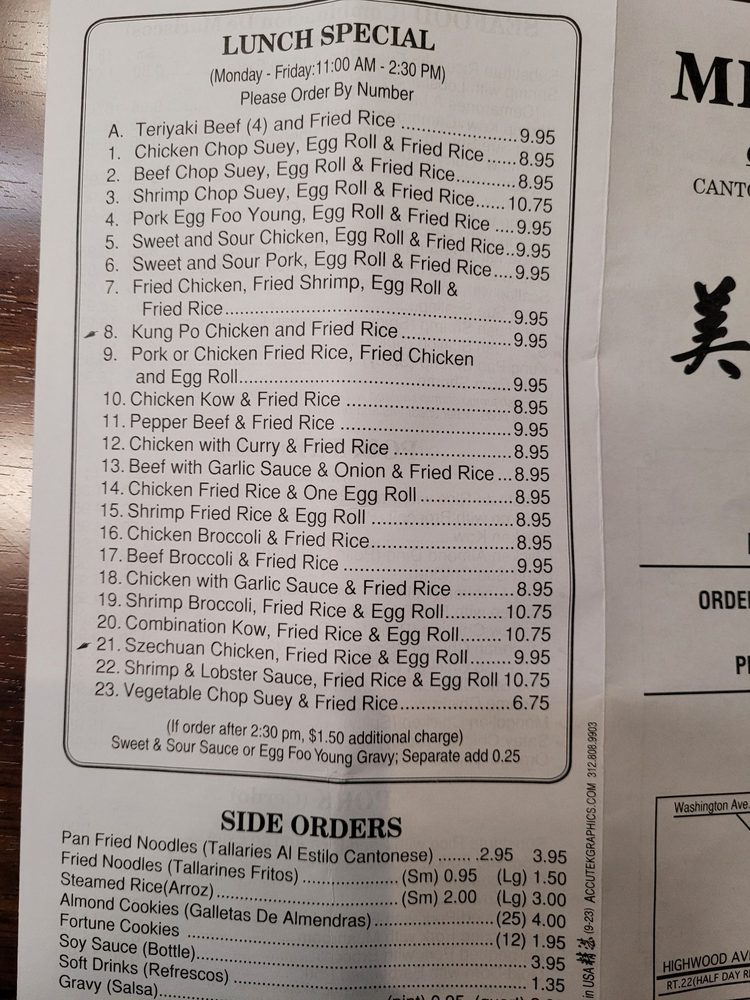 LUNCH SPECIAL
(Monday - Friday:11:00 AM - 2:30 PM)
Please Order By Number
A. Teriyaki Beef (4) and Fried Rice ....................9.95
1. Chicken Chop Suey, Egg Roll & Fried Rice ......8.95
2. Beef Chop Suey, Egg Roll & Fried Rice...........8.95
3. Shrimp Chop Suey, Egg Roll & Fried Rice...... 10.75
4. Pork Egg Foo Young, Egg Roll & Fried Rice ....9.95
5. Sweet and Sour Chicken, Egg Roll & Fried Rice..9.95
6. Sweet and Sour Pork, Egg Roll & Fried Rice....9.95
7. Fried Chicken, Fried Shrimp, Egg Roll &
Fried Rice....................................................9.95
8. Kung Po Chicken and Fried Rice....................9.95
9. Pork or Chicken Fried Rice, Fried Chicken
and Egg Roll.................................................9.95
10. Chicken Kow & Fried Rice .............................8.95
11. Pepper Beef & Fried Rice ..............................9.95
12. Chicken with Curry & Fried Rice .....................8.95
13. Beef with Garlic Sauce & Onion & Fried Rice ...8.95
14. Chicken Fried Rice & One Egg Roll ................8.95
15. Shrimp Fried Rice & Egg Roll ........................8.95
16. Chicken Broccoli & Fried Rice.........................8.95
17. Beef Broccoli & Fried Rice .............................9.95
18. Chicken with Garlic Sauce & Fried Rice ..........8.95
19. Shrimp Broccoli, Fried Rice & Egg Roll........... 10.75
20. Combination Kow, Fried Rice & Egg Roll........ 10.75
21. Szechuan Chicken, Fried Rice & Egg Roll........9.95
22. Shrimp & Lobster Sauce, Fried Rice & Egg Roll 10.75
23. Vegetable Chop Suey & Fried Rice....................6.75
(If order after 2:30 pm, $1.50 additional charge)
Sweet & Sour Sauce or Egg Foo Young Gravy; Separate add 0.25
SIDE ORDERS
Pan Fried Noodles (Tallaries Al Estilo Cantonese) ....... .2.95 3.95
Fried Noodles (Tallarines Fritos) ...................(Sm) 0.95 (Lg) 1.50
Steamed Rice(Arroz) ....................................(Sm) 2.00 (Lg) 3.00
Almond Cookies (Galletas De Almendras)........................(25) 4.00
Fortune Cookies .............................................................(12) 1.95
Soy Sauce (Bottle)..................................................................3.95
Soft Drinks (Refrescos) ..........................................................1.35
Gravy (Salsa)
in USA (9-23) ACCUTEKGRAPHICS.COM 312.808.9903
CANTO
美
ORDE
Washington Ave.
HIGHWOOD AV
RT.22(HALF DAY R